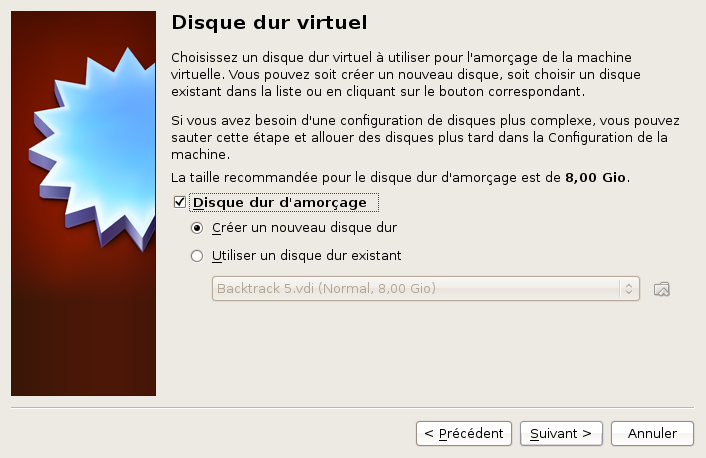 Disque dur virtuel
Choisissez un disque dur virtuel à utiliser pour l'amorçage de la machine
virtuelle. Vous pouvez soit créer un nouveau disque, soit choisir un disque
existant dans la liste ou en cliquant sur le bouton correspondant.
Si vous avez besoin d'une configuration de disques plus complexe, vous pouvez
sauter cette étape et allouer des disques plus tard dans la Configuration de la
machine.
La taille recommandée pour le disque dur d'amorçage est de 8,00 Gio.
Disque dur d'amorçage
Créer un nouveau disque dur
Utiliser un disque dur existant
Backtrack 5.vdi (Normal, 8,00 Gio)
< Précédent
Suivant >
Annuler